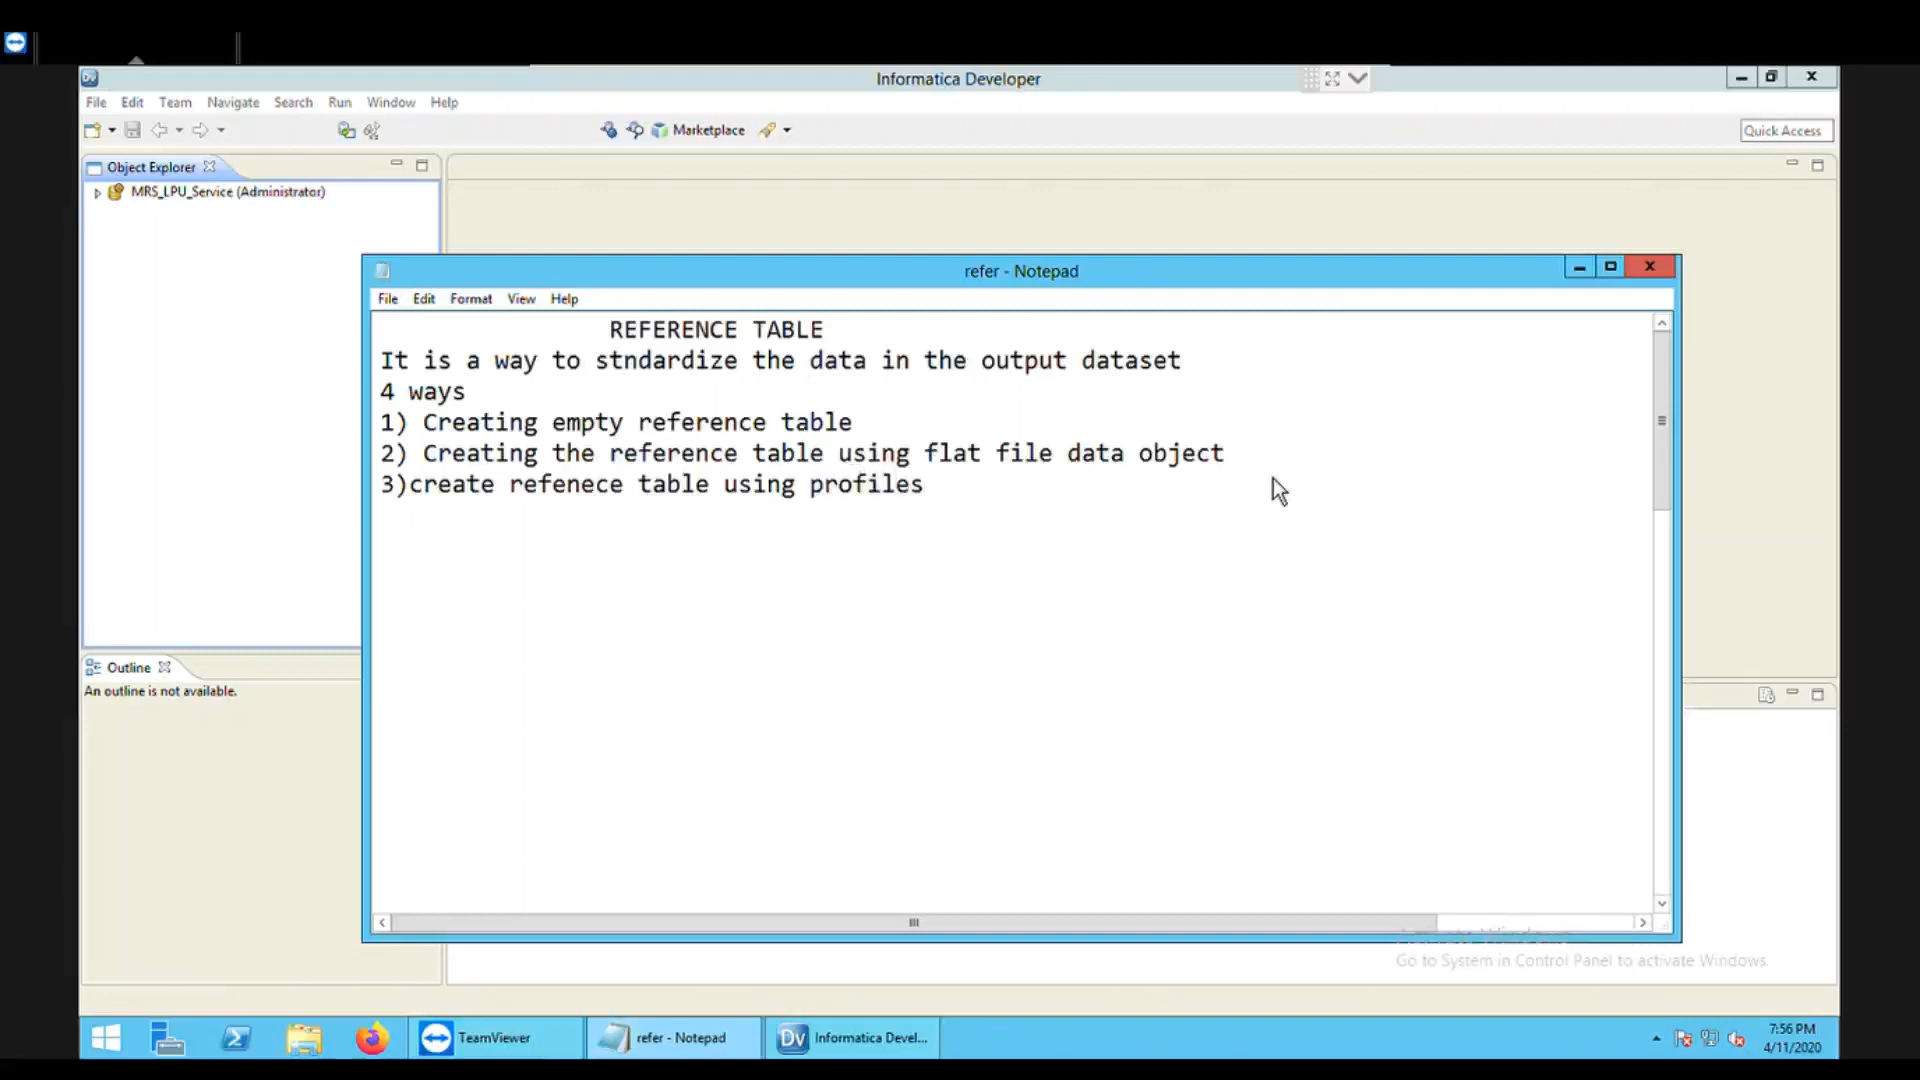 Informatica Developer
File Edit Team Navigate Search Run Window Help
Marketplace
Quick Access
Object Explorer
MRS_LPU_Service (Administrator)
refer - Notepad
File Edit Format View Help
REFERENCE TABLE
It is a way to stndardize the data in the output dataset
4 ways
1) Creating empty reference table
2) Creating the reference table using flat file data object
3)create refenece table using profiles
Outline
An outline is not available.
Go to System in Control Panel to activate Windows.
TeamViewer
refer - Notepad
Dv Informatica Devel...
7:56 PM
4/11/2020